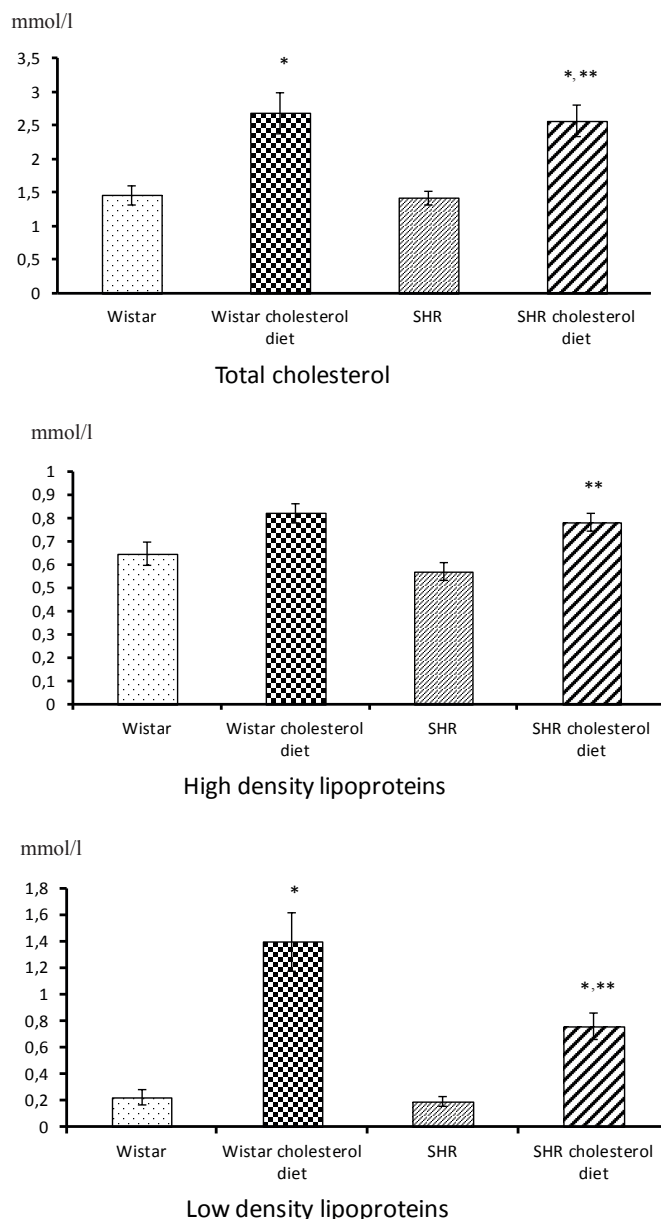 mmol/l
3,5
3
2,5
2
1,5
1
0,5
0
*
*,**
Wistar
Wistar cholesterol
diet
SHR
SHR cholesterol
diet
Total cholesterol
mmol/l
1
0,9
0,8
0,7
0,6
0,5
0,4
0,3
0,2
0,1
0
**
Wistar
Wistar cholesterol
diet
SHR
SHR cholesterol
diet
High density lipoproteins
mmol/l
1,8
1,6
1,4
1,2
1
0,8
0,6
0,4
0,2
0
*
*,**
Wistar
Wistar cholesterol
diet
SHR
SHR cholesterol
diet
Low density lipoproteins